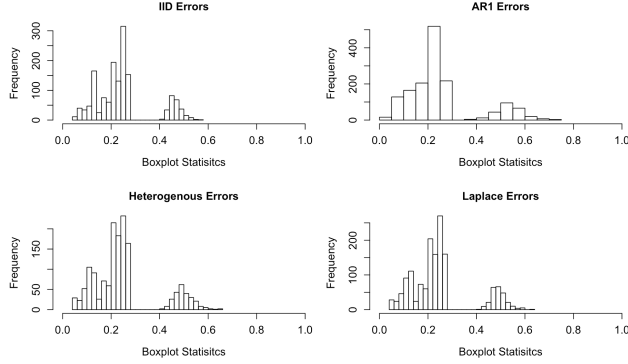 IID Errors
Frequency
0 100 200 300
0.0 0.2 0.4 0.6 0.8 1.0
Boxplot Statisitcs
AR1 Errors
Frequency
0 200 400
0.0 0.2 0.4 0.6 0.8 1.0
Boxplot Statisitcs
Heterogenous Errors
Frequency
0 50 150
0.0 0.2 0.4 0.6 0.8 1.0
Boxplot Statisitcs
Laplace Errors
Frequency
0 100 200
0.0 0.2 0.4 0.6 0.8 1.0
Boxplot Statisitcs